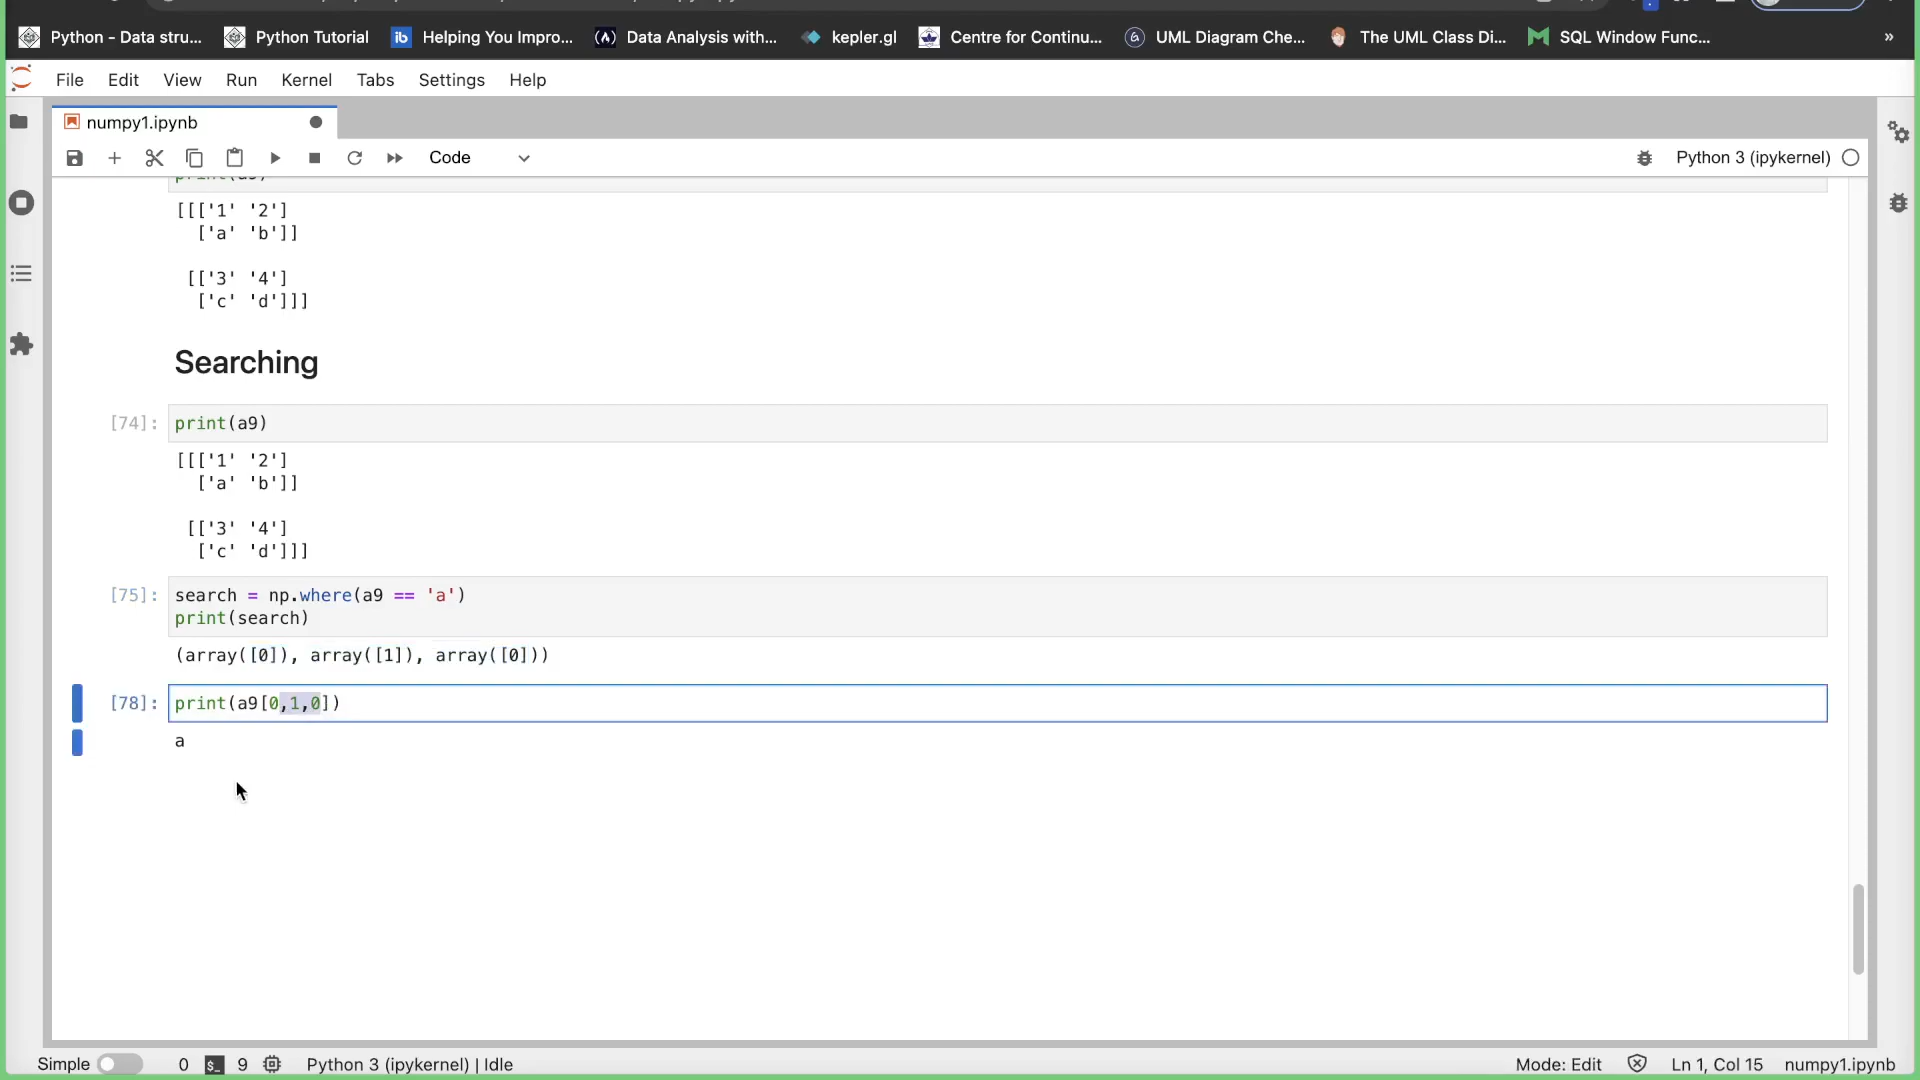 Python - Data stru... Python Tutorial ib Helping You Impro... (A) Data Analysis with... kepler.gl Centre for Continu... UML Diagram Che... The UML Class Di... SQL Window Func... »
File Edit View Run Kernel Tabs Settings Help
numpy1.ipynb
Code Python 3 (ipykernel)
[[['1' '2']
['a' 'b']]
[['3' '4']
['c' 'd']]]
Searching
[74]: print(a9)
[[['1' '2']
['a' 'b']]
[['3' '4']
['c' 'd']]]
[75]: search = np.where(a9 == 'a')
print(search)
(array([0]), array([1]), array([0]))
[78]: print(a9[0,1,0])
a
Simple 0 $_ 9 Python 3 (ipykernel) | Idle Mode: Edit Ln 1, Col 15 numpy1.ipynb